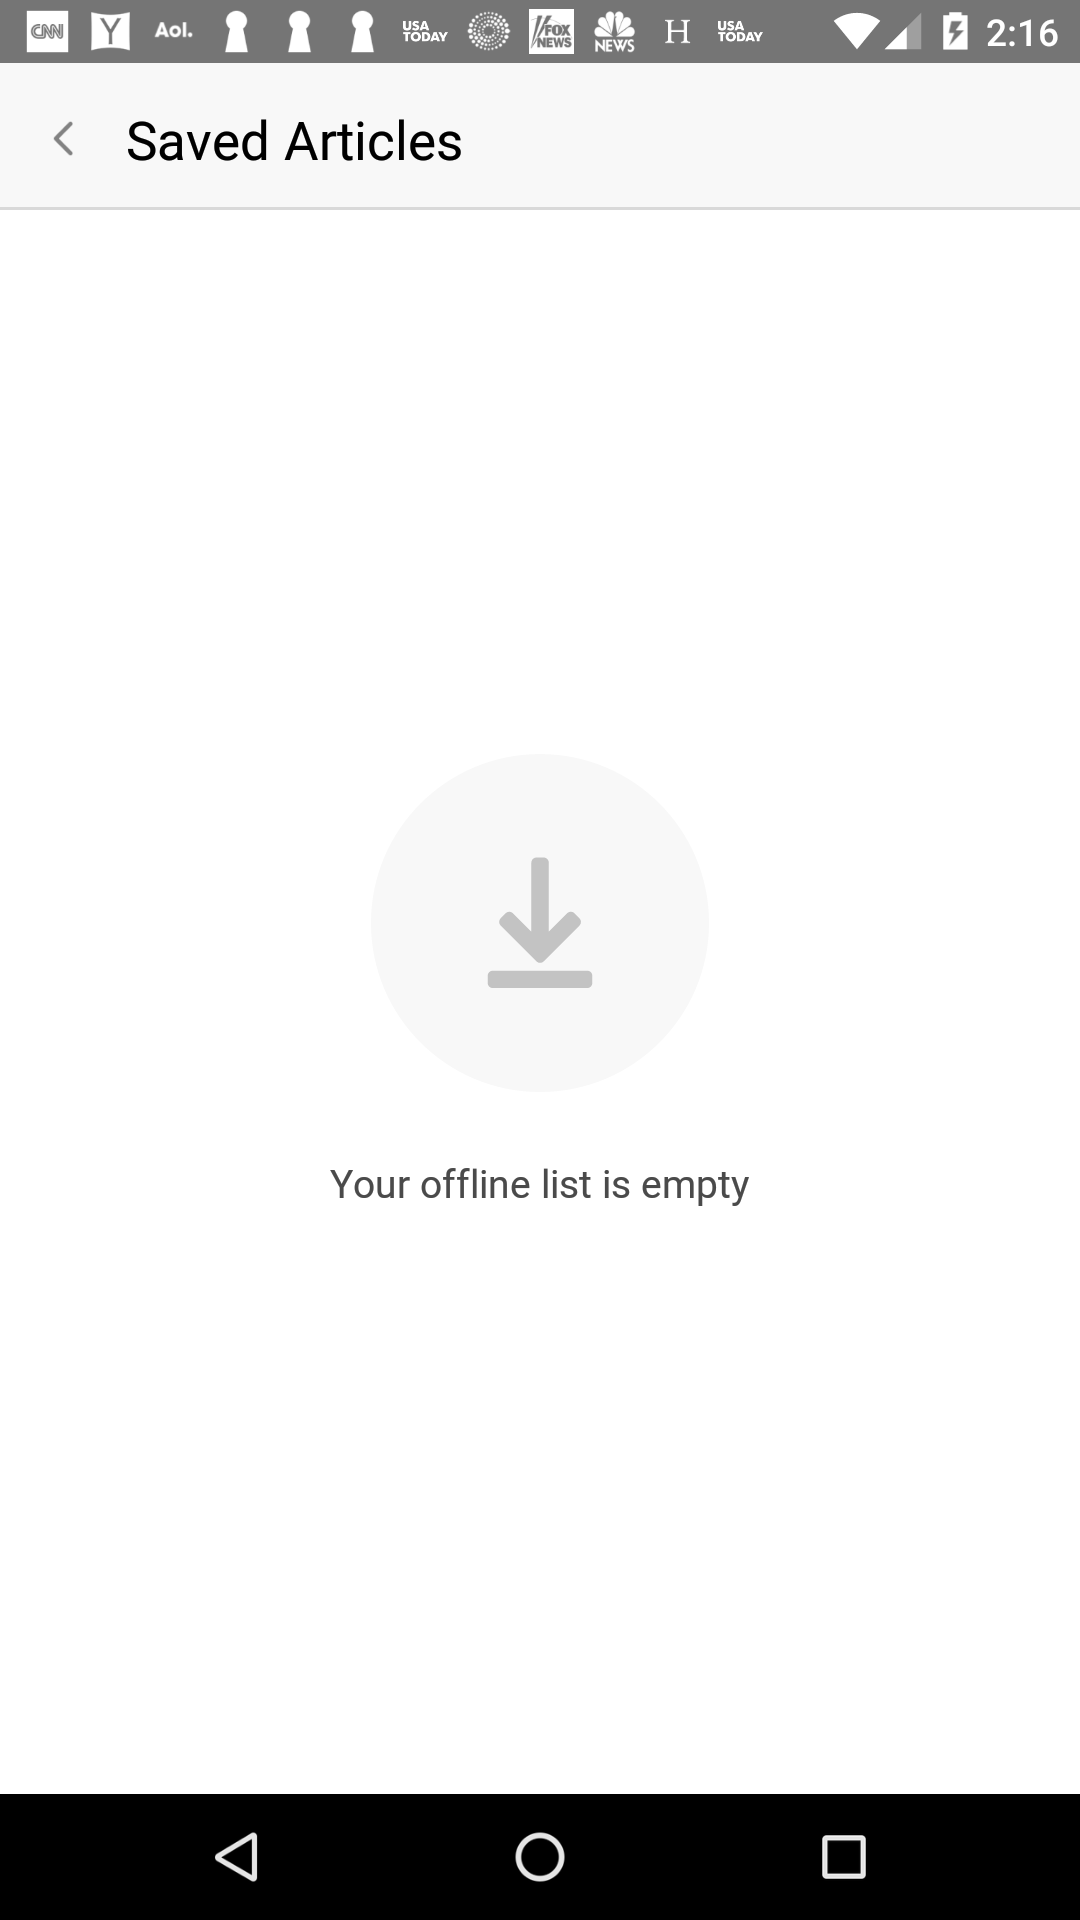 CNN Y Aol. USA TODAY FOX NEWS NEWS H USA TODAY 2:16
Saved Articles
Your offline list is empty